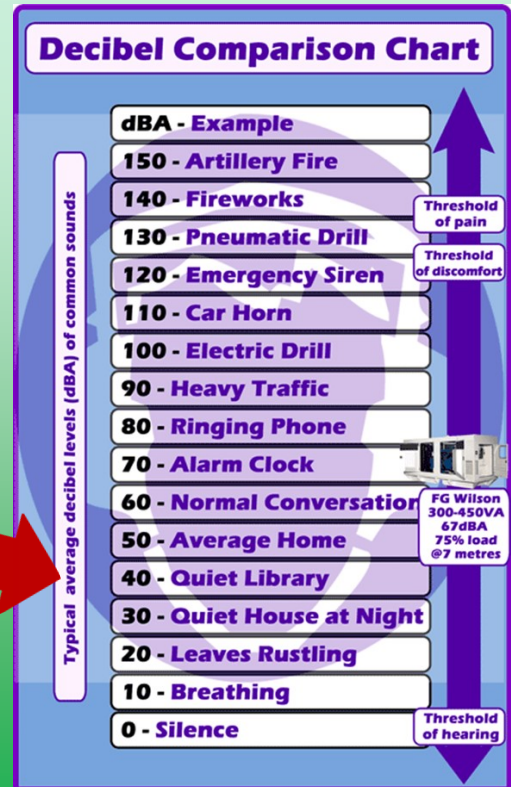 Decibel Comparison Chart
dBA - Example
150 - Artillery Fire
140 - Fireworks
130 - Pneumatic Drill
120 - Emergency Siren
110 - Car Horn
100 - Electric Drill
90 - Heavy Traffic
80 - Ringing Phone
70 - Alarm Clock
60 - Normal Conversation
50 - Average Home
40 - Quiet Library
30 - Quiet House at Night
20 - Leaves Rustling
10 - Breathing
0 - Silence
Typical average decibel levels (dBA) of common sounds
Threshold
of pain
Threshold
of discomfort
FG Wilson
300-450VA
67dBA
75% load
@7 metres
Threshold
of hearing